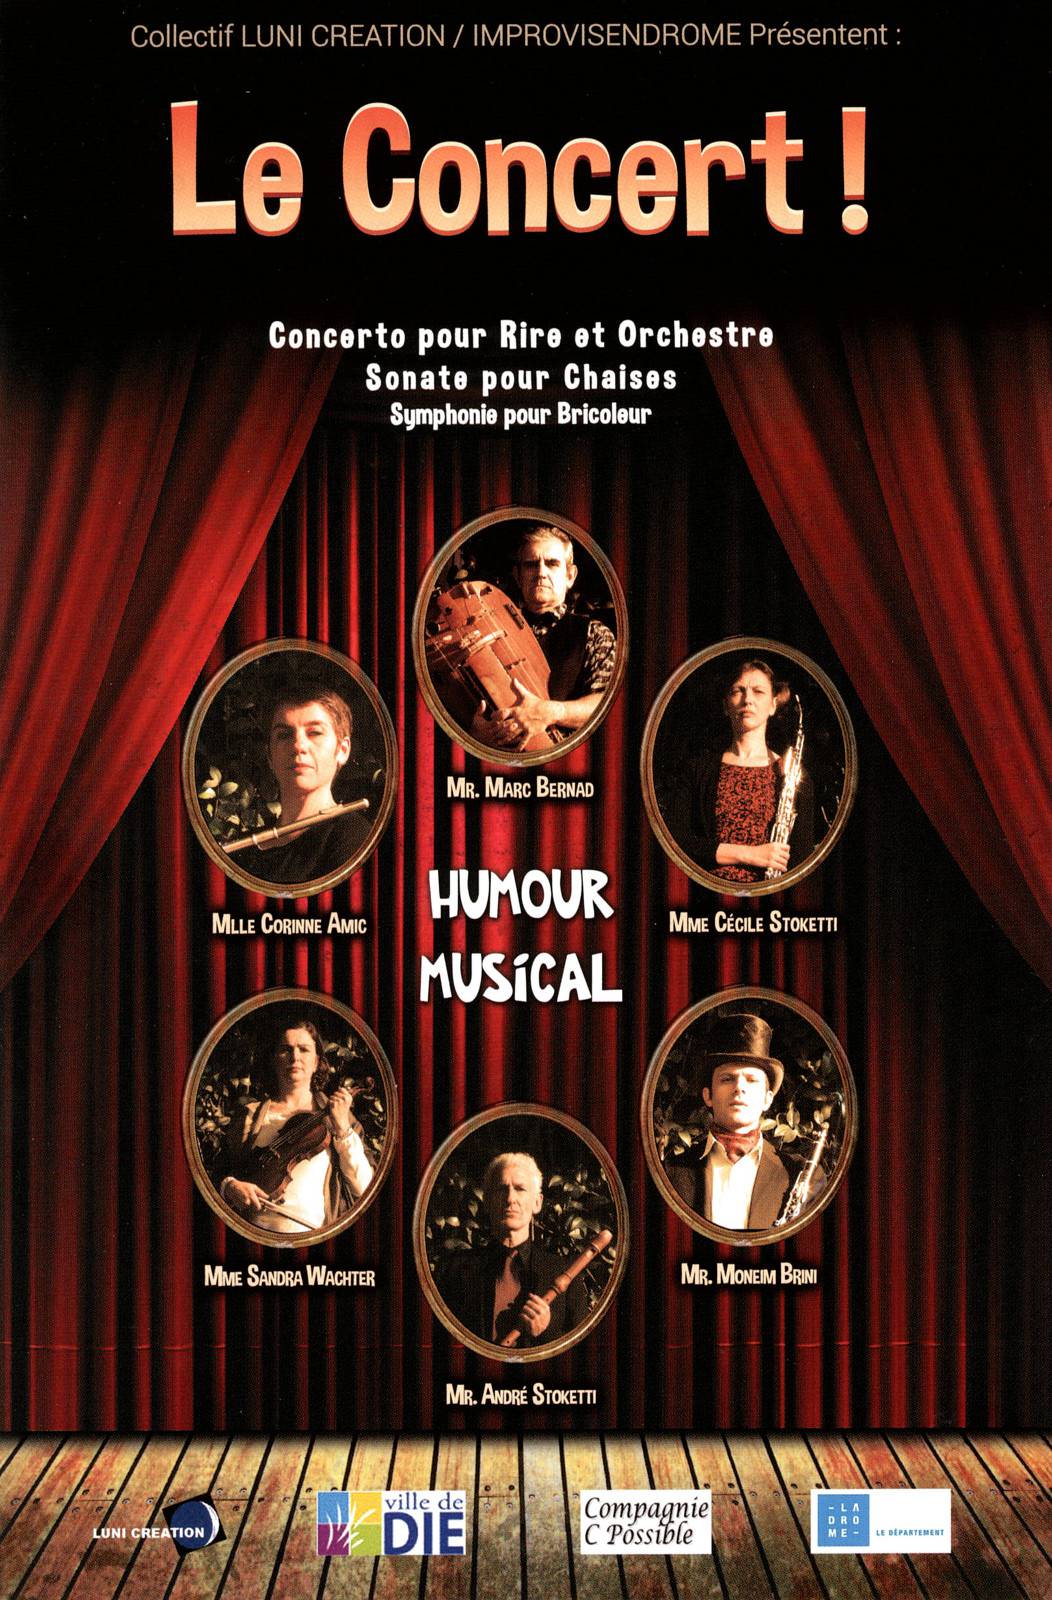 Collectif LUNI CREATION / IMPROVISENDROME Présentent :
Le Concert !
Concerto pour Rire et Orchestre
Sonate pour Chaises
Symphonie pour Bricoleur
Mr. Marc Bernad
Mlle Corinne Amic
Mme Cécile Stoketti
HUMOUR
MUSICAL
Mme Sandra Wachter
Mr. Moneim Brini
Mr. André Stoketti
LUNI CREATION
ville de
DIE
Compagnie
C Possible
- LA
DRO
ME -
LE DÉPARTEMENT